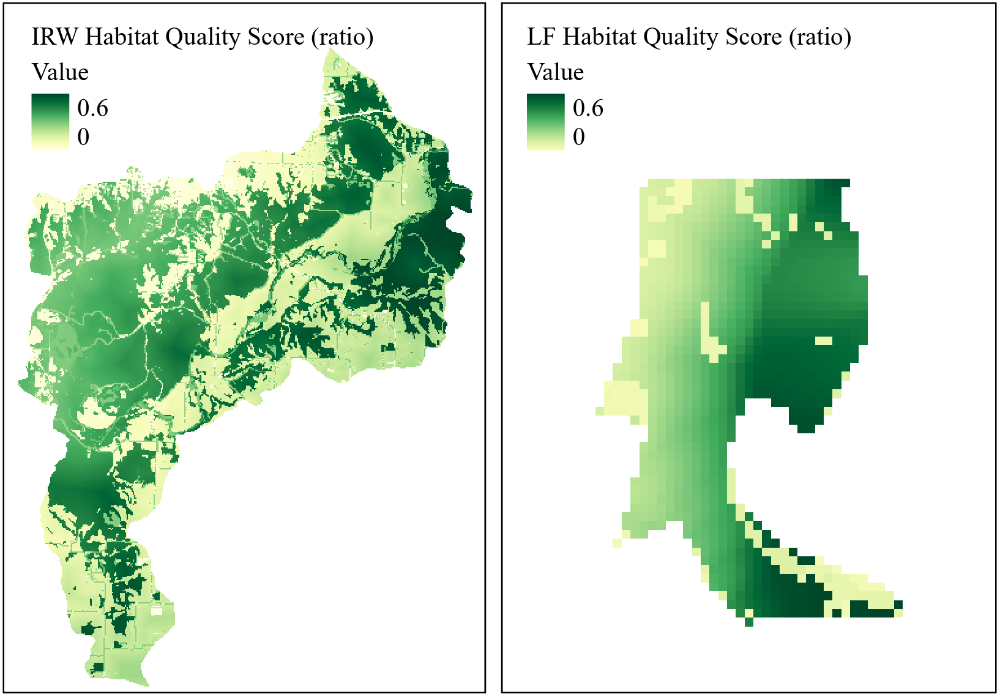 IRW Habitat Quality Score (ratio)
Value
0.6
0
LF Habitat Quality Score (ratio)
Value
0.6
0